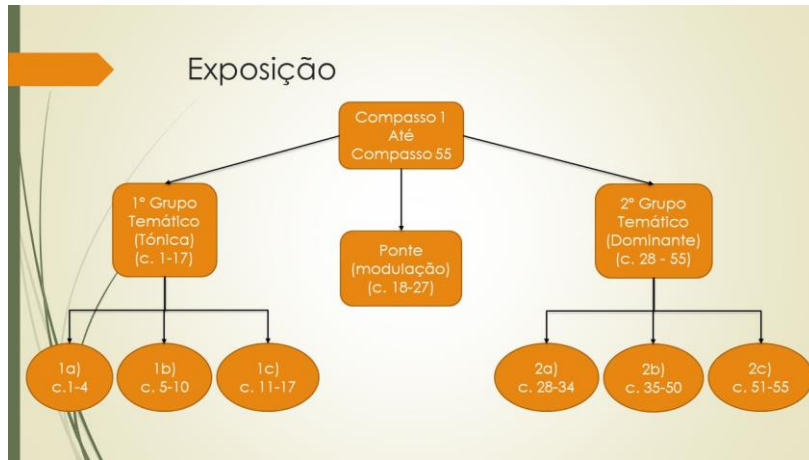 Exposição
Compasso 1
Até
Compasso 55
1º Grupo
Temático
(Tónica)
(c. 1-17)
Ponte
(modulação)
(c. 18-27)
2º Grupo
Temático
(Dominante)
(c. 28 - 55)
1a)
c.1-4
1b)
c. 5-10
1c)
c. 11-17
2a)
c. 28-34
2b)
c. 35-50
2c)
c. 51-55